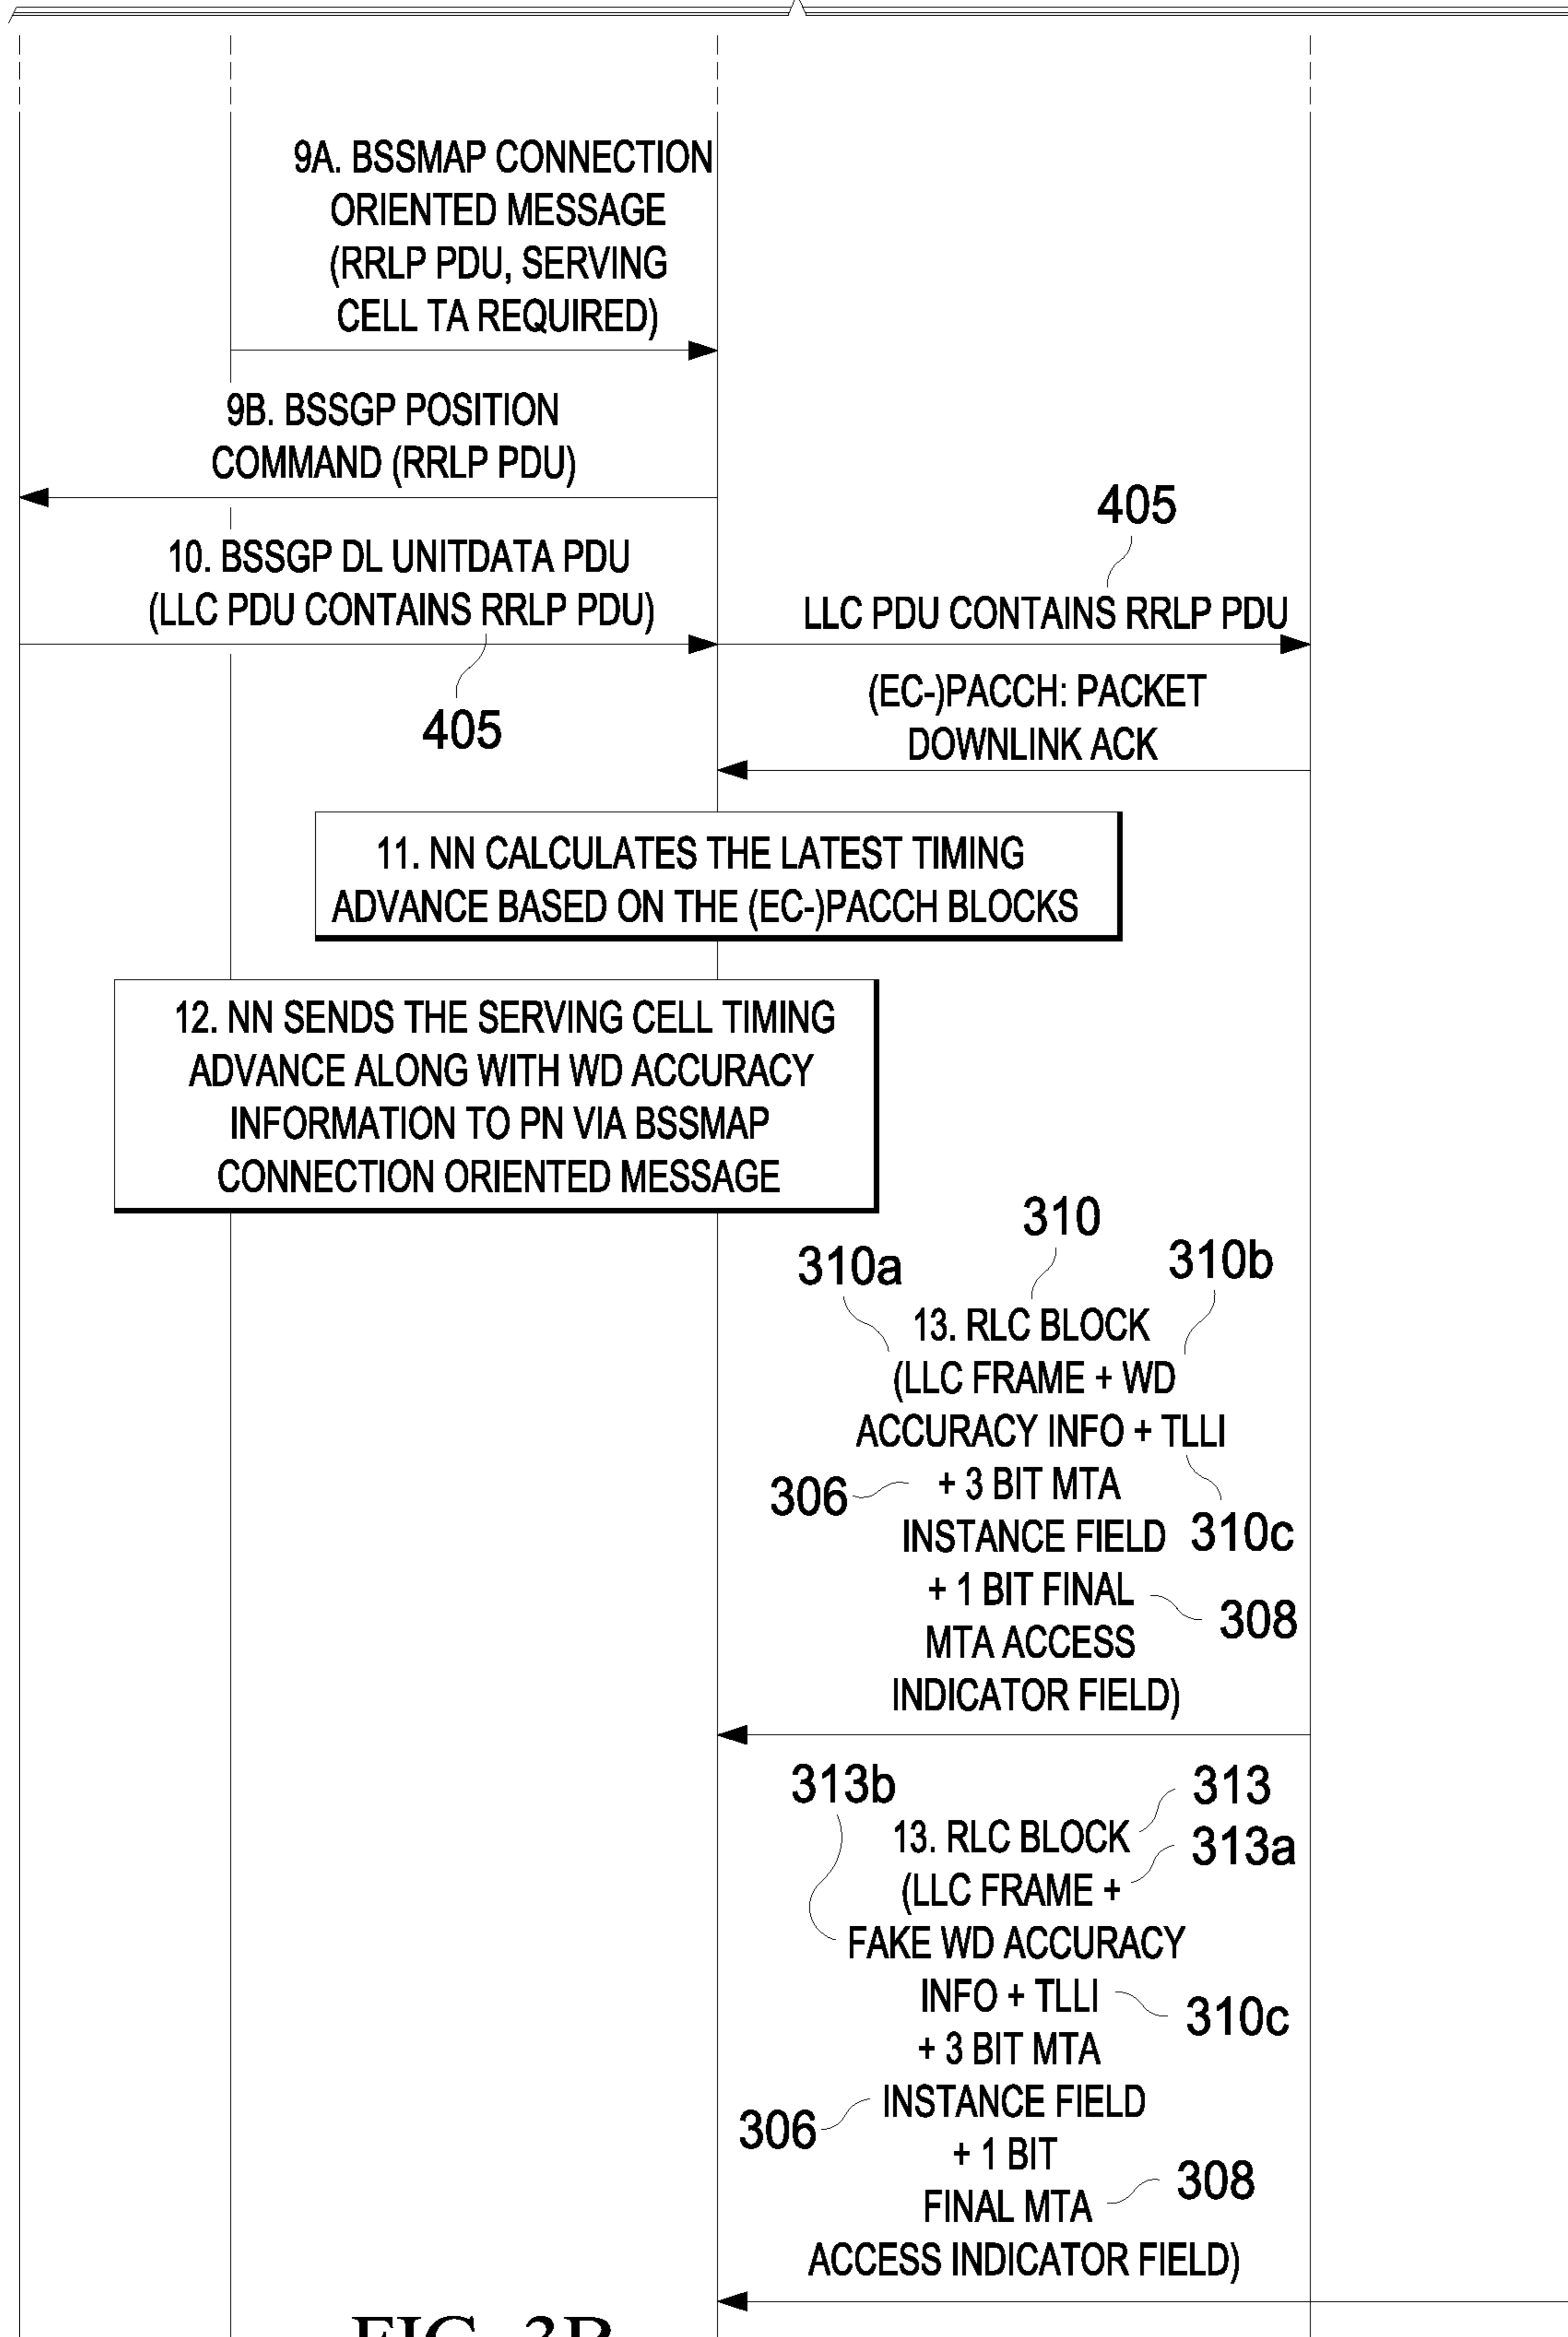 9A. BSSMAP CONNECTION
ORIENTED MESSAGE
(RRLP PDU, SERVING
CELL TA REQUIRED)
9B. BSSGP POSITION
COMMAND (RRLP PDU)
405
10. BSSGP DL UNITDATA PDU
(LLC PDU CONTAINS RRLP PDU)
LLC PDU CONTAINS RRLP PDU
405
(EC-)PACCH: PACKET
DOWNLINK ACK
11. NN CALCULATES THE LATEST TIMING
ADVANCE BASED ON THE (EC-)PACCH BLOCKS
12. NN SENDS THE SERVING CELL TIMING
ADVANCE ALONG WITH WD ACCURACY
INFORMATION TO PN VIA BSSMAP
CONNECTION ORIENTED MESSAGE
310
310a
310b
13. RLC BLOCK
(LLC FRAME + WD
ACCURACY INFO + TLLI
306
+ 3 BIT MTA
INSTANCE FIELD
310c
+ 1 BIT FINAL
308
MTA ACCESS
INDICATOR FIELD)
313b
313
13. RLC BLOCK
313a
(LLC FRAME +
FAKE WD ACCURACY
INFO + TLLI
310c
+ 3 BIT MTA
INSTANCE FIELD
306
+ 1 BIT
308
FINAL MTA
ACCESS INDICATOR FIELD)
FIG. 3B